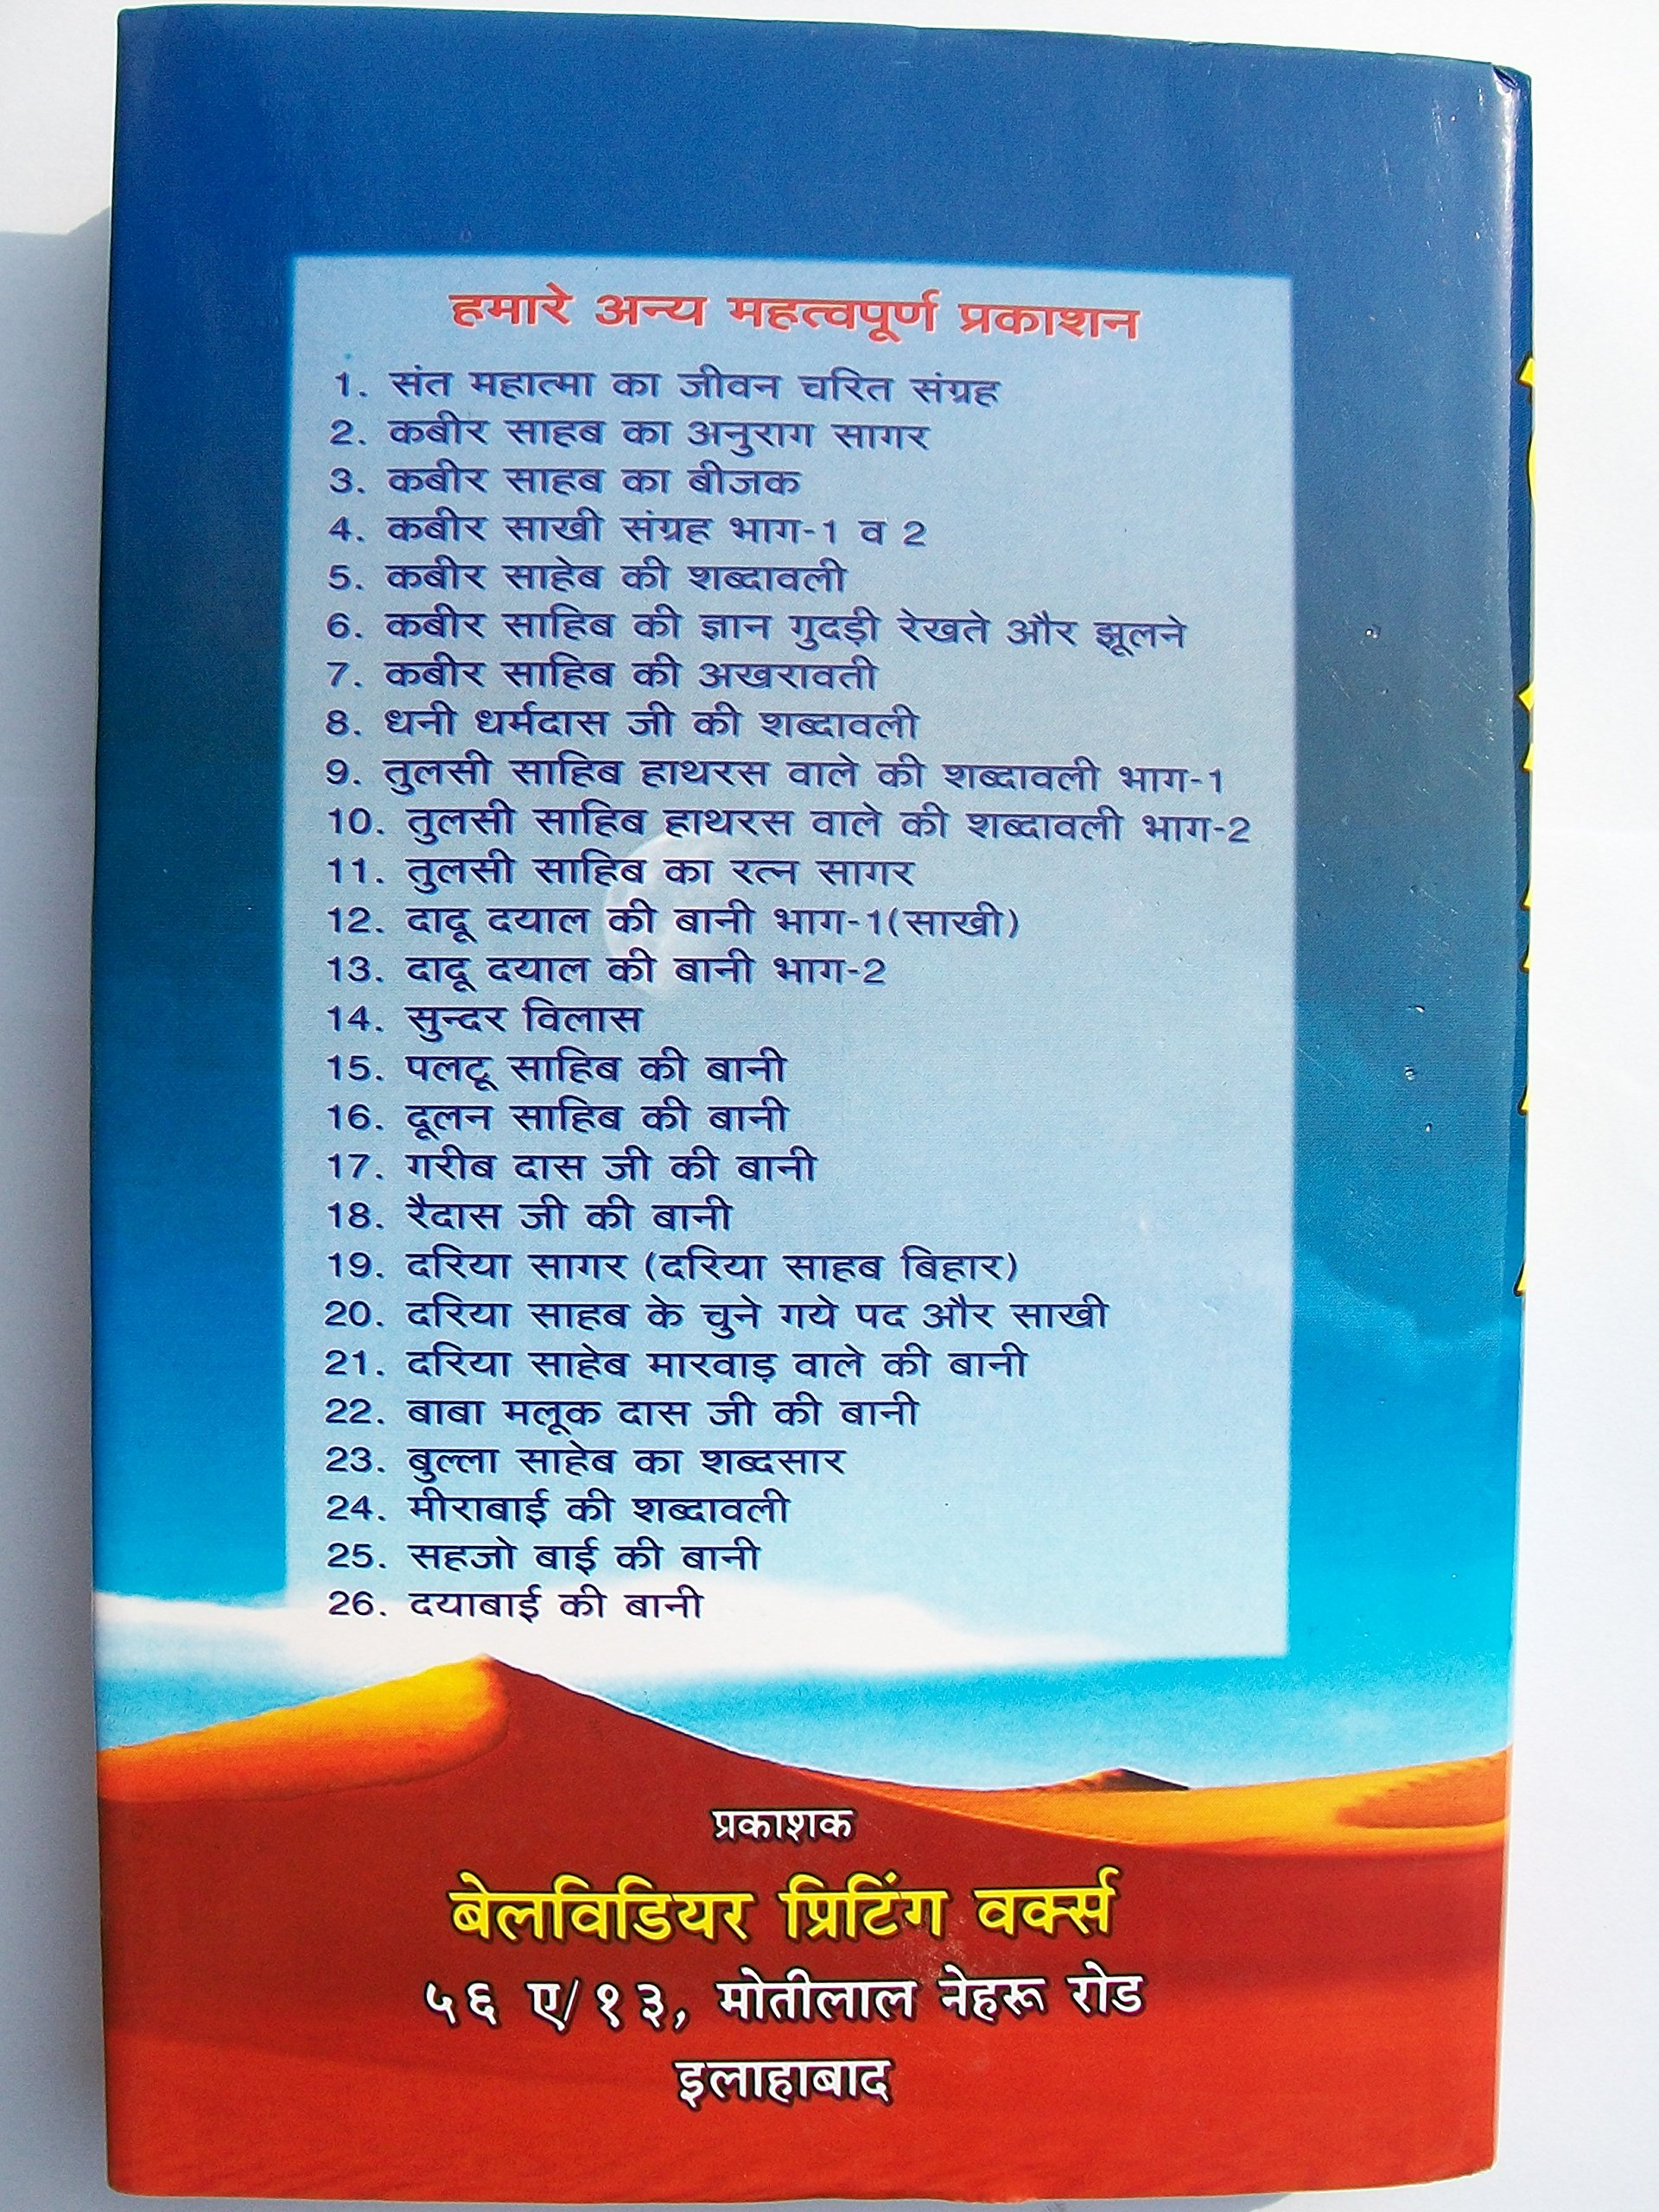 हमारे अन्य महत्वपूर्ण प्रकाशन
1. संत महात्मा का जीवन चरित संग्रह
2. कबीर साहब का अनुराग सागर
3. कबीर साहब का बीजक
4. कबीर साखी संग्रह भाग-1 व 2
5. कबीर साहेब की शब्दावली
6. कबीर साहिब की ज्ञान गुदड़ी रेखते और झूलने
7. कबीर साहिब की अखरावती
8. धनी धर्मदास जी की शब्दावली
9. तुलसी साहिब हाथरस वाले की शब्दावली भाग-1
10. तुलसी साहिब हाथरस वाले की शब्दावली भाग-2
11. तुलसी साहिब का रत्न सागर
12. दादू दयाल की बानी भाग-1(साखी)
13. दादू दयाल की बानी भाग-2
14. सुन्दर विलास
15. पलटू साहिब की बानी
16. दूलन साहिब की बानी
17. गरीब दास जी की बानी
18. रैदास जी की बानी
19. दरिया सागर (दरिया साहब बिहार)
20. दरिया साहब के चुने गये पद और साखी
21. दरिया साहेब मारवाड़ वाले की बानी
22. बाबा मलूक दास जी की बानी
23. बुल्ला साहेब का शब्दसार
24. मीराबाई की शब्दावली
25. सहजो बाई की बानी
26. दयाबाई की बानी
प्रकाशक
बेलविडियर प्रिटिंग वर्क्स
५६ ए/१३, मोतीलाल नेहरू रोड
इलाहाबाद